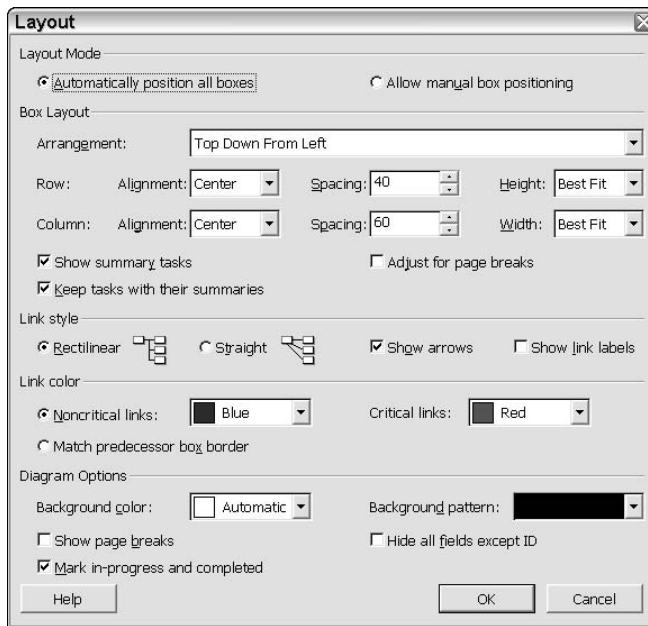 Layout
Layout Mode
Automatically position all boxes Allow manual box positioning
Box Layout
Arrangement: Top Down From Left
Row: Alignment: Center Spacing: 40 Height: Best Fit
Column: Alignment: Center Spacing: 60 Width: Best Fit
Show summary tasks Adjust for page breaks
Keep tasks with their summaries
Link style
Rectilinear Straight Show arrows Show link labels
Link color
Noncritical links: Blue Critical links: Red
Match predecessor box border
Diagram Options
Background color: Automatic Background pattern:
Show page breaks Hide all fields except ID
Mark in-progress and completed
Help OK Cancel